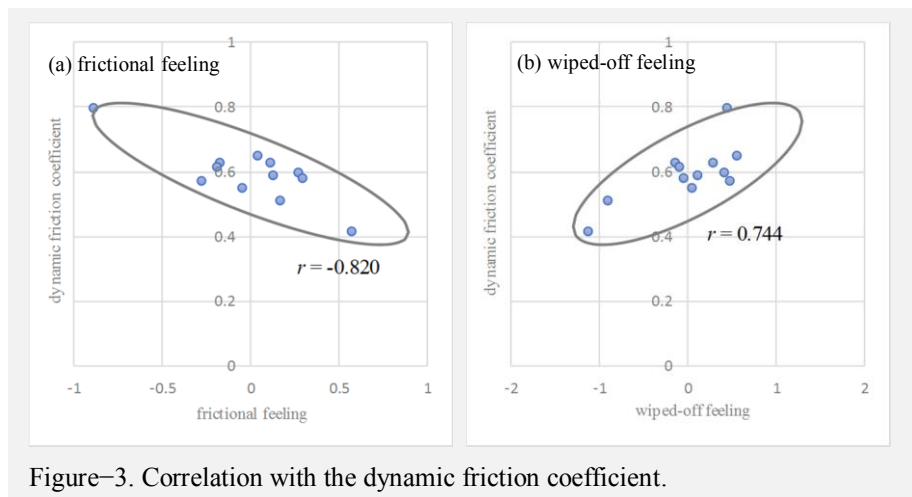 (a) frictional feeling
1
0.8
0.6
0.4
0.2
0
-1
-0.5
0
0.5
1
dynamic friction coefficient
frictional feeling
r = -0.820
(b) wiped-off feeling
1
0.8
0.6
0.4
0.2
0
-2
-1
0
1
2
dynamic friction coefficient
wiped-off feeling
r = 0.744
Figure−3. Correlation with the dynamic friction coefficient.